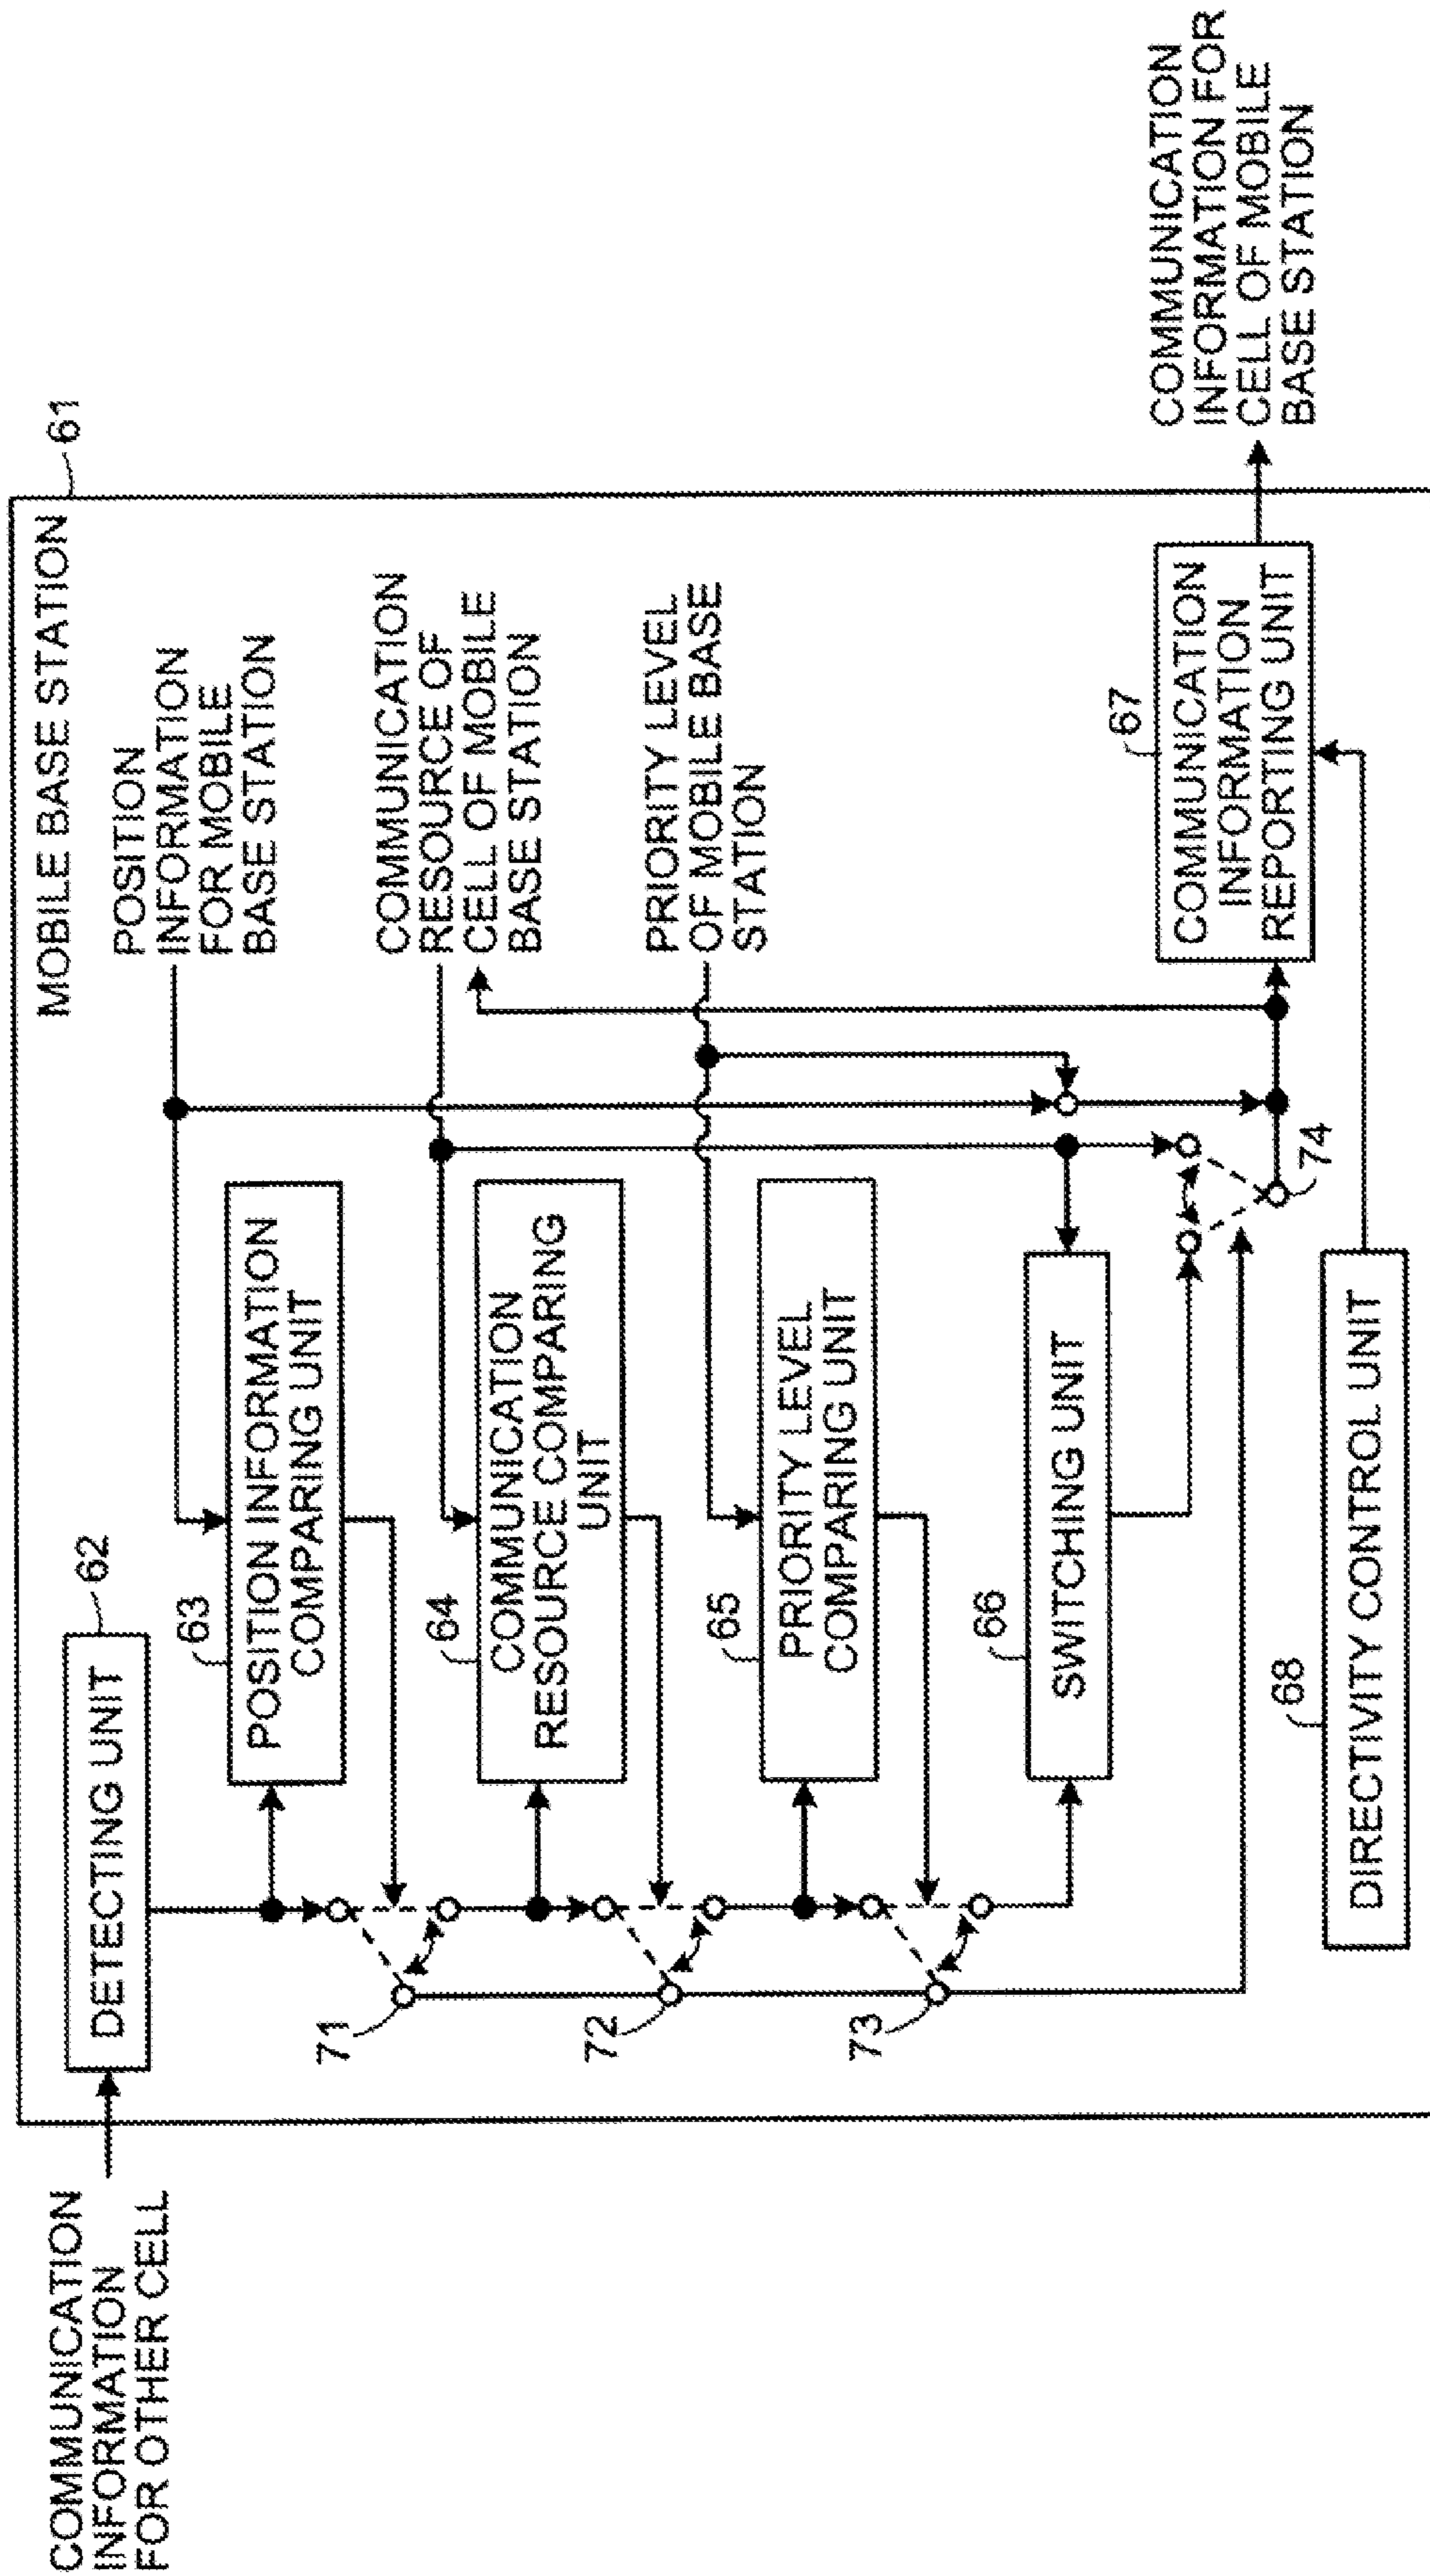 MOBILE BASE STATION
61
COMMUNICATION
INFORMATION
FOR OTHER CELL
DETECTING UNIT
62
POSITION
INFORMATION
FOR MOBILE
BASE STATION
63
POSITION INFORMATION
COMPARING UNIT
71
COMMUNICATION
RESOURCE OF
CELL OF MOBILE
BASE STATION
64
COMMUNICATION
RESOURCE COMPARING
UNIT
72
PRIORITY LEVEL
OF MOBILE BASE
STATION
65
PRIORITY LEVEL
COMPARING UNIT
73
66
SWITCHING UNIT
74
67
COMMUNICATION
INFORMATION
REPORTING UNIT
COMMUNICATION
INFORMATION FOR
CELL OF MOBILE
BASE STATION
68
DIRECTIVITY CONTROL UNIT